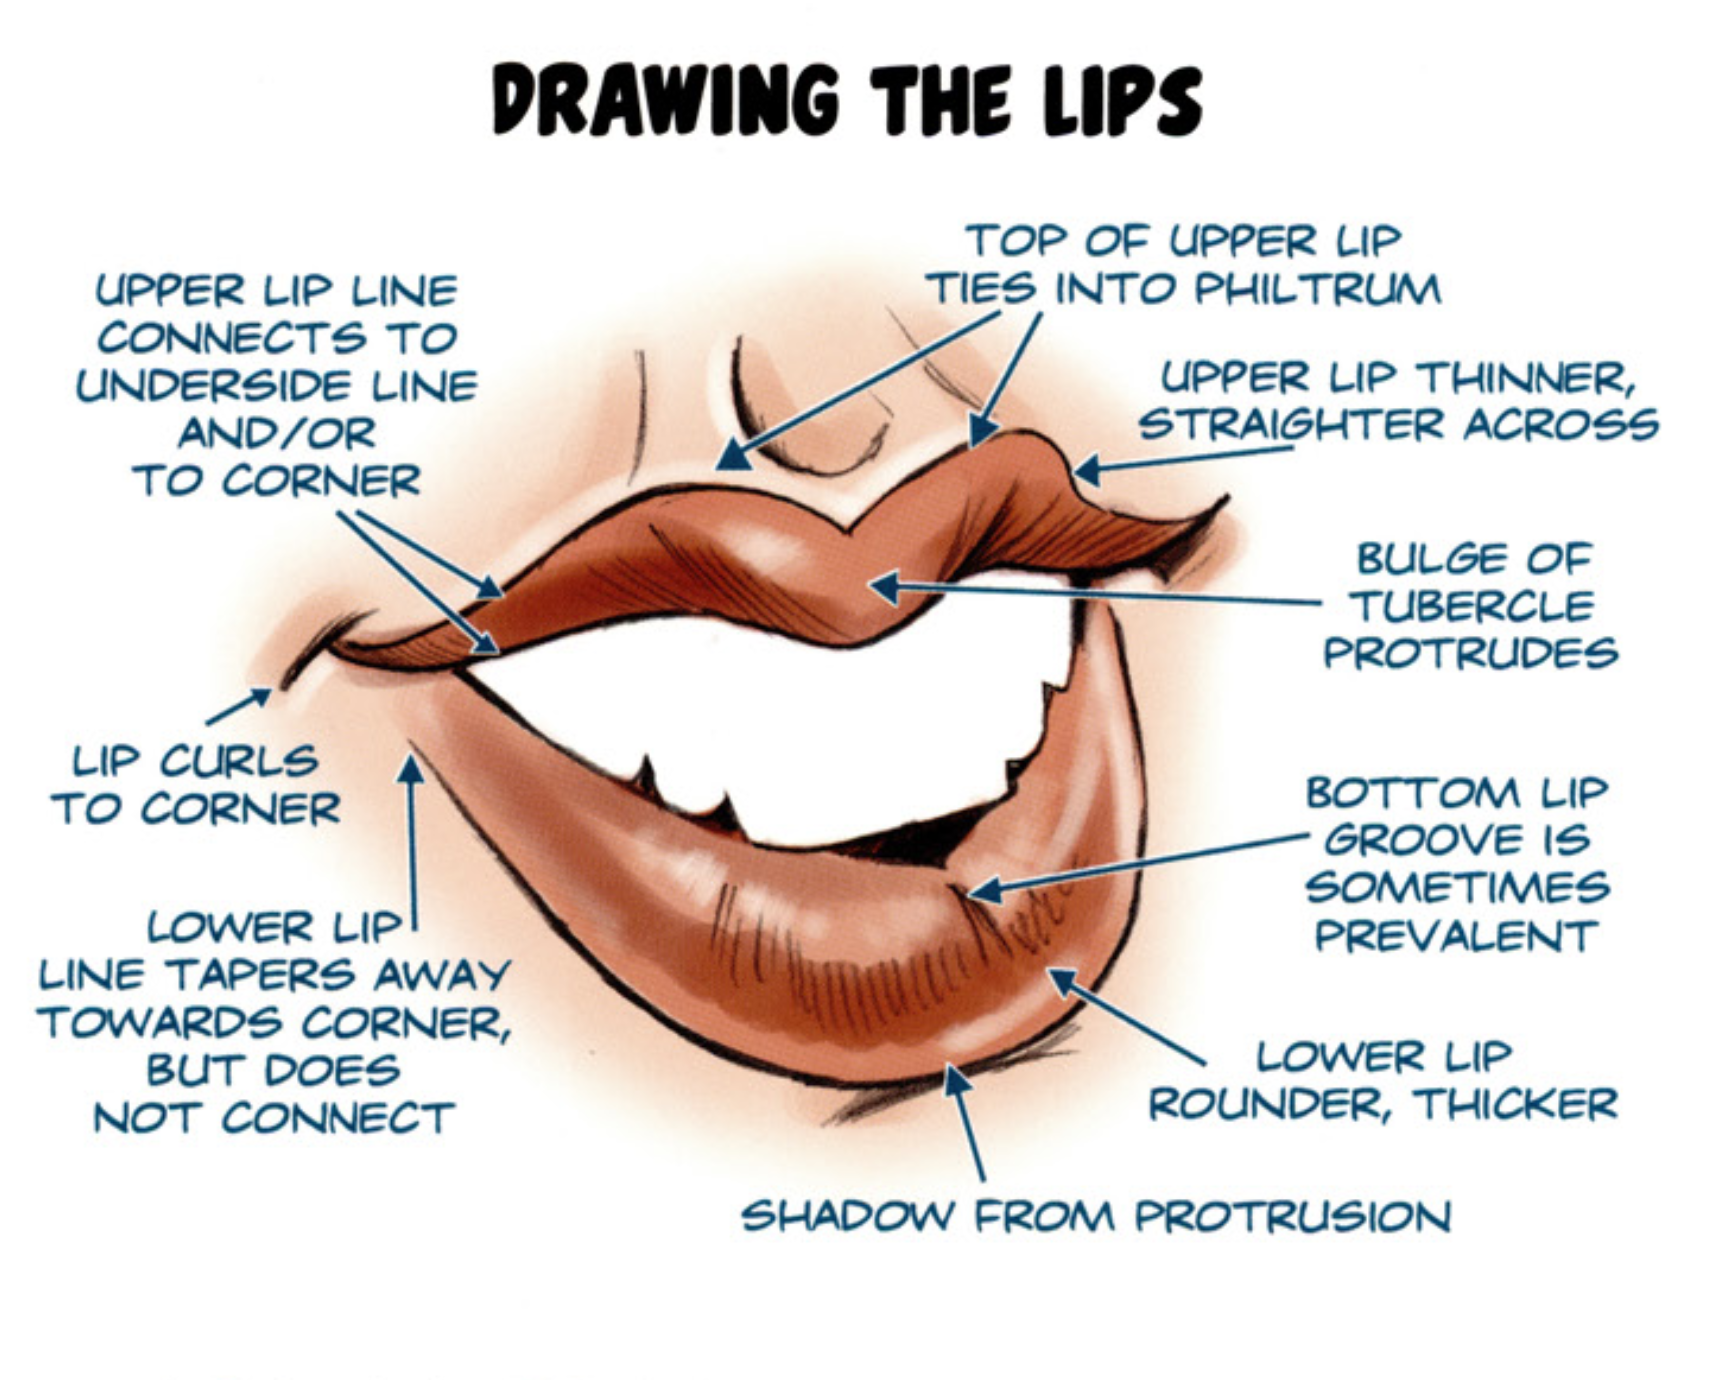 DRAWING THE LIPS
TOP OF UPPER LIP
TIES INTO PHILTRUM
UPPER LIP LINE
CONNECTS TO
UNDERSIDE LINE
AND/OR
TO CORNER
UPPER LIP THINNER,
STRAIGHTER ACROSS
BULGE OF
TUBERCLE
PROTRUDES
LIP CURLS
TO CORNER
BOTTOM LIP
GROOVE IS
SOMETIMES
PREVALENT
LOWER LIP
LINE TAPERS AWAY
TOWARDS CORNER,
BUT DOES
NOT CONNECT
LOWER LIP
ROUNDER, THICKER
SHADOW FROM PROTRUSION